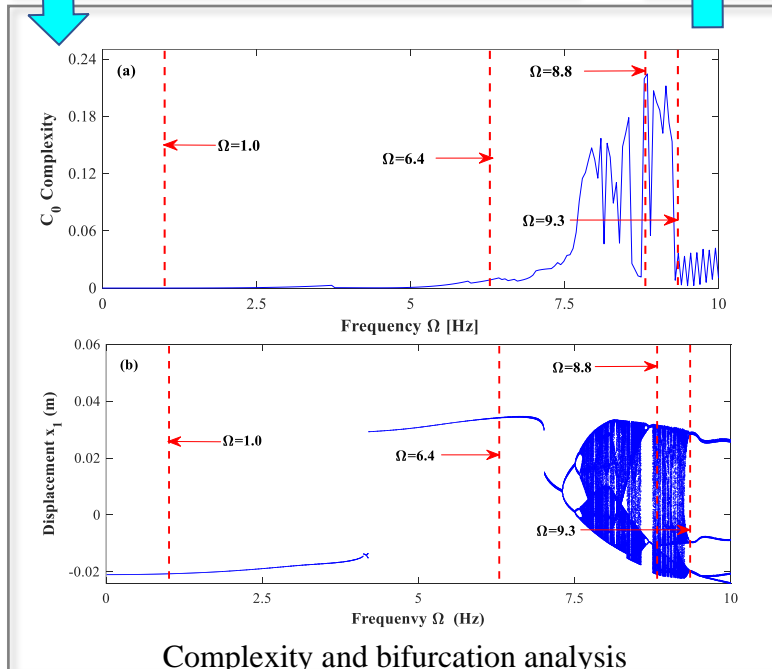 (a)
0.24
0.18
0.12
0.06
0
C0 Complexity
Ω=1.0
Ω=6.4
Ω=8.8
Ω=9.3
0 2.5 5 7.5 10
Frequency Ω [Hz]
(b)
0.06
0.04
0.02
0
-0.02
Displacement x1 (m)
Ω=1.0
Ω=6.4
Ω=8.8
Ω=9.3
0 2.5 5 7.5 10
Frequenvy Ω (Hz)
Complexity and bifurcation analysis